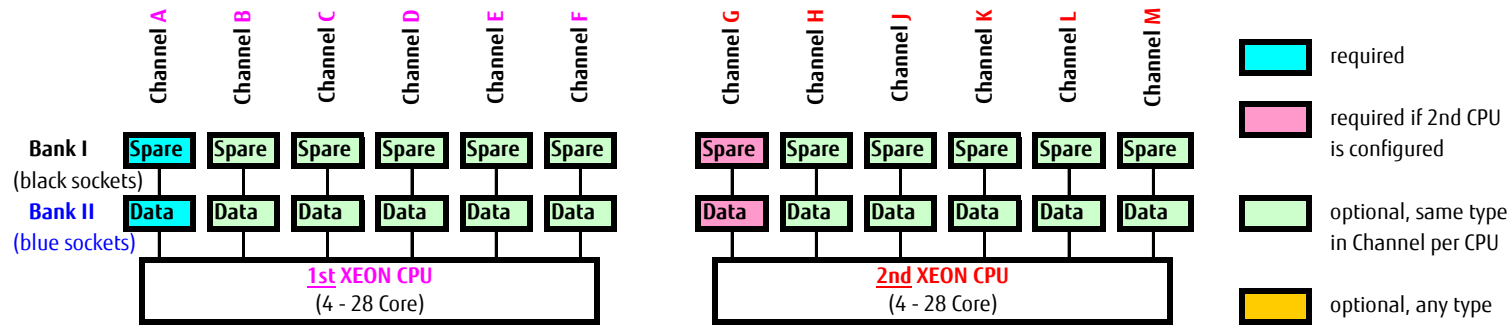 Channel A
Channel B
Channel C
Channel D
Channel E
Channel F
Channel G
Channel H
Channel J
Channel K
Channel L
Channel M
required
required if 2nd CPU
is configured
Bank I
Spare
Spare
Spare
Spare
Spare
Spare
Spare
Spare
Spare
Spare
Spare
Spare
(black sockets)
Bank II
Data
Data
Data
Data
Data
Data
Data
Data
Data
Data
Data
Data
(blue sockets)
optional, same type
in Channel per CPU
1st XEON CPU
(4 - 28 Core)
2nd XEON CPU
(4 - 28 Core)
optional, any type